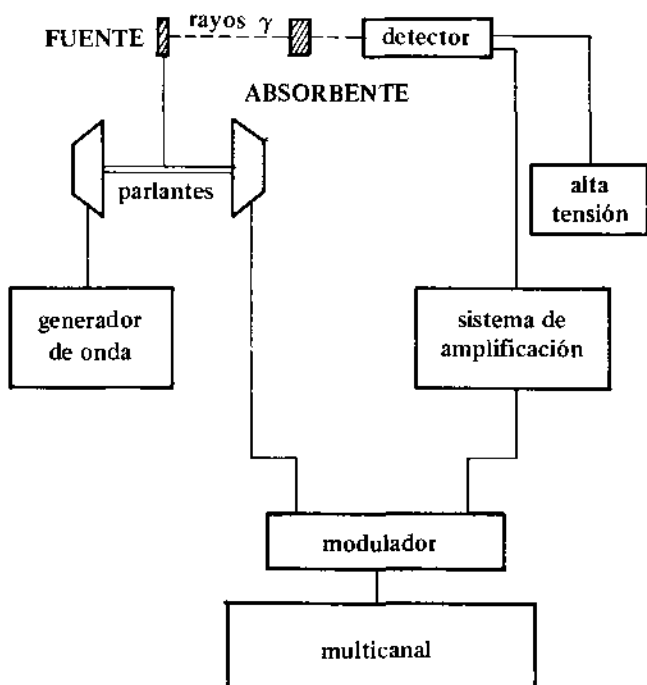 rayos γ
FUENTE
detector
ABSORBENTE
parlantes
alta
tensión
generador
de onda
sistema de
amplificación
modulador
multicanal